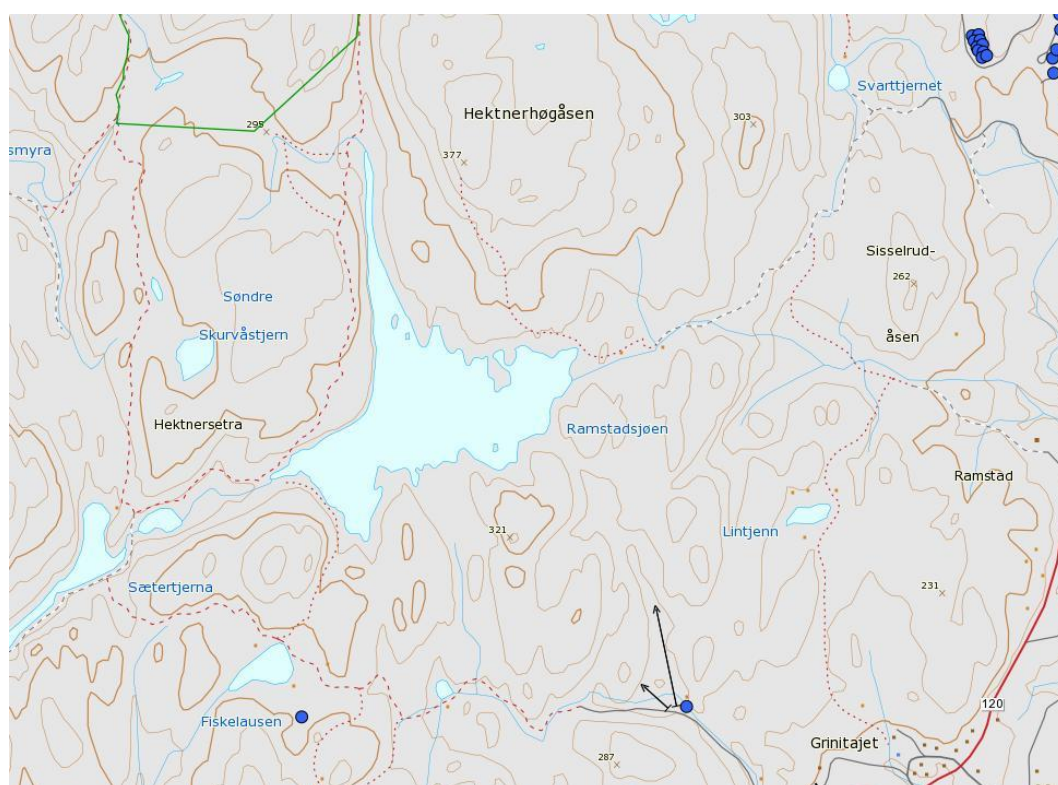 Svarttjernet
Hektnerhøgåsen
303
295
377
smyra
Sisselrud-
262
Søndre
Skurvåstjern
åsen
Hektnersetra
Ramstadsjøen
Ramstad
321
Lintjenn
Sætertjerna
231
120
Fiskelausen
Grinitajet
287